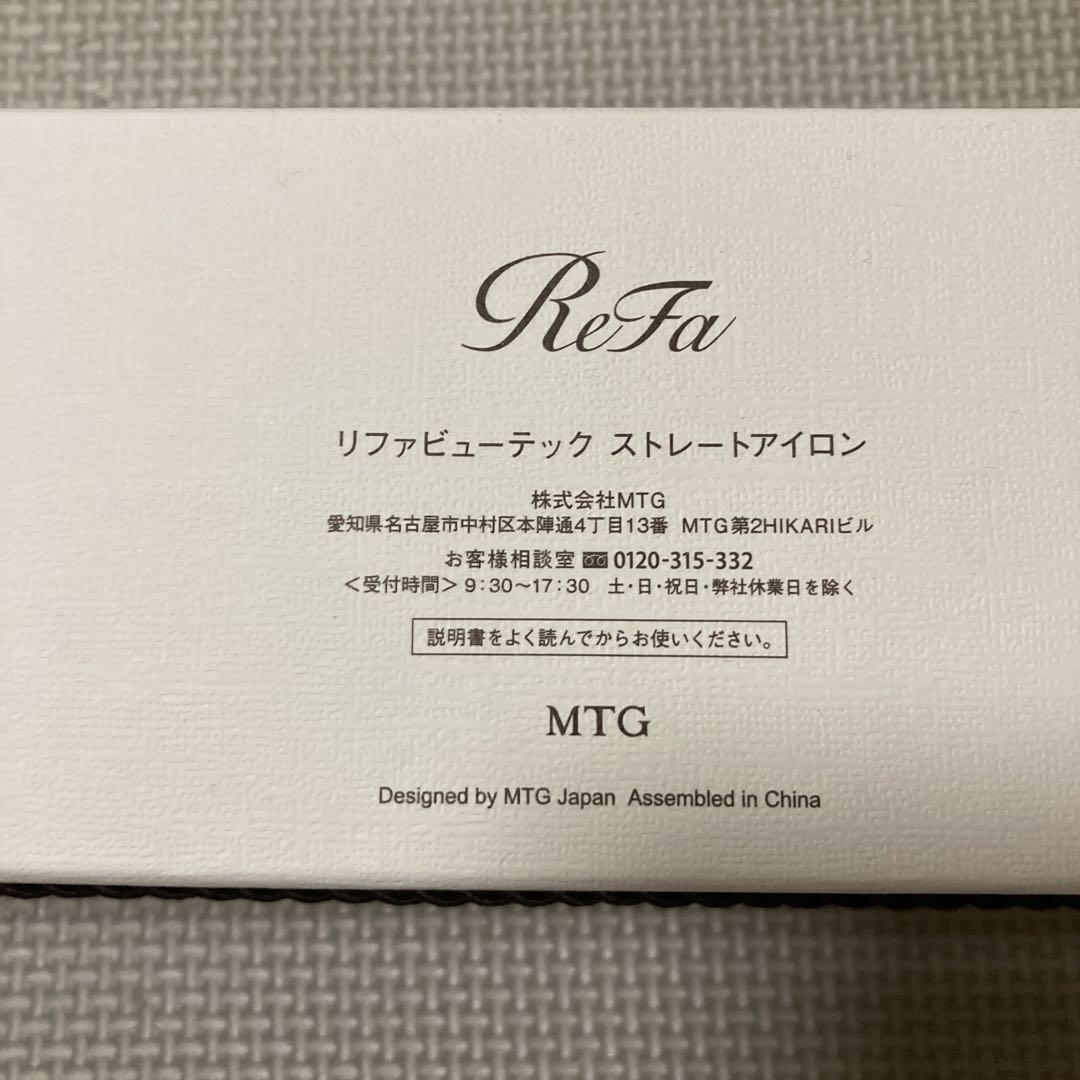 ReFa
リファビューテック ストレートアイロン
株式会社MTG
愛知県名古屋市中村区本陣通4丁目13番 MTG第2HIKARIビル
お客様相談室 0120-315-332
＜受付時間＞9:30～17:30 土・日・祝日・弊社休業日を除く
説明書をよく読んでからお使いください。
MTG
Designed by MTG Japan Assembled in China